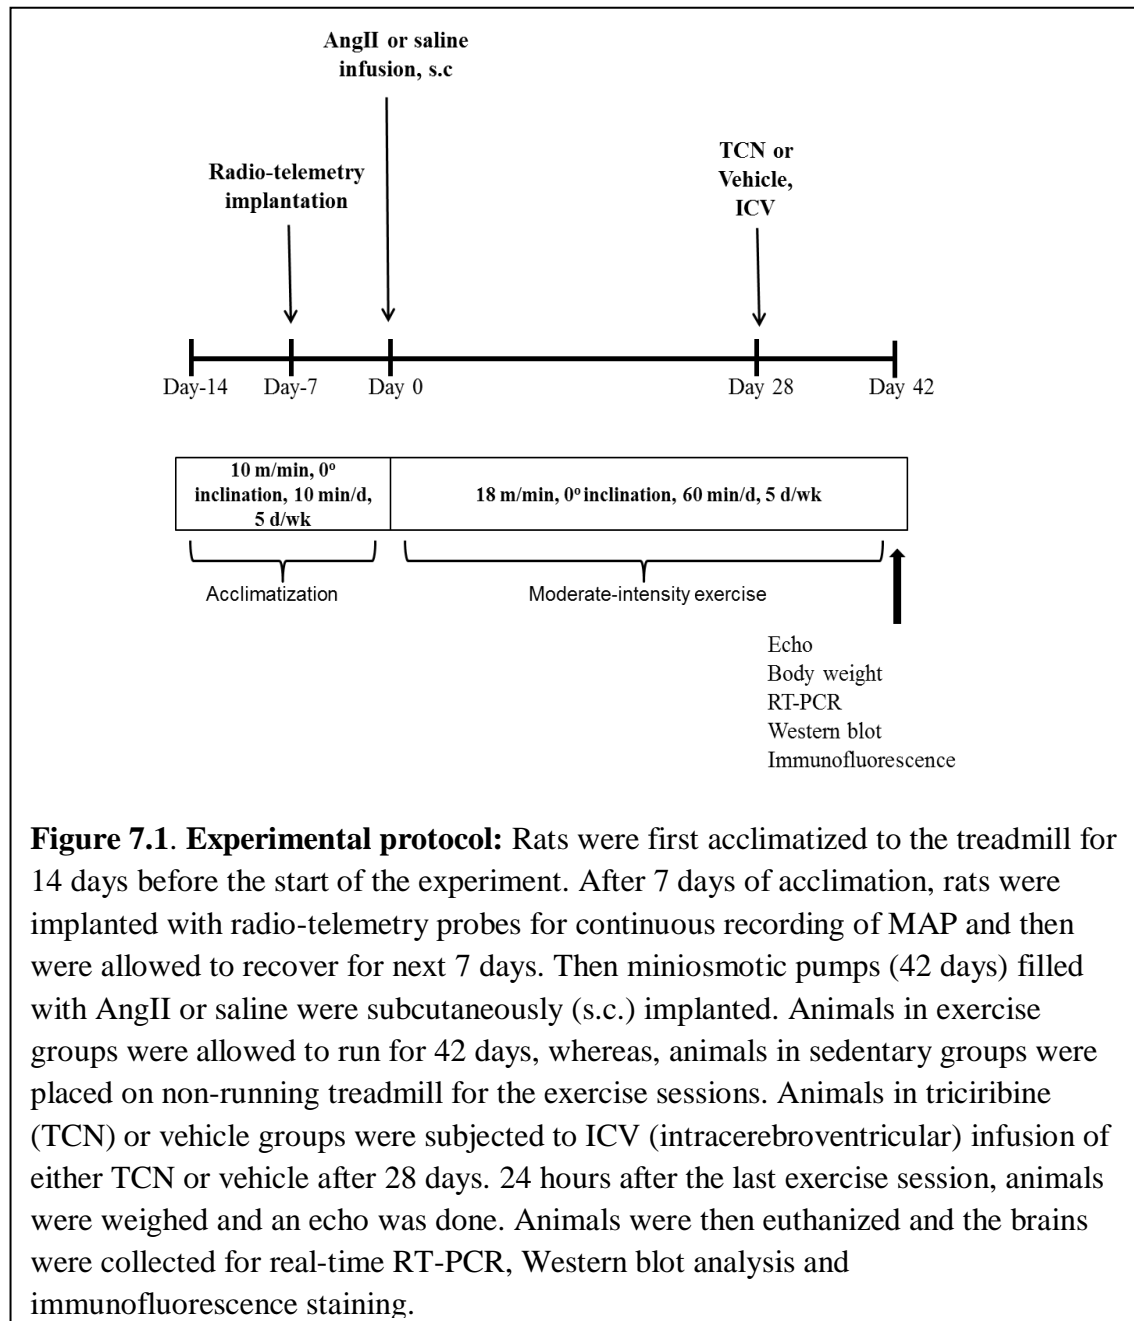 AngII or saline
infusion, s.c
Radio-telemetry
implantation
TCN or
Vehicle,
ICV
Day-14
Day-7
Day 0
Day 28
Day 42
10 m/min, 0º
inclination, 10 min/d,
5 d/wk
18 m/min, 0º inclination, 60 min/d, 5 d/wk
Acclimatization
Moderate-intensity exercise
Echo
Body weight
RT-PCR
Western blot
Immunofluorescence
Figure 7.1. Experimental protocol: Rats were first acclimatized to the treadmill for
14 days before the start of the experiment. After 7 days of acclimation, rats were
implanted with radio-telemetry probes for continuous recording of MAP and then
were allowed to recover for next 7 days. Then miniosmotic pumps (42 days) filled
with AngII or saline were subcutaneously (s.c.) implanted. Animals in exercise
groups were allowed to run for 42 days, whereas, animals in sedentary groups were
placed on non-running treadmill for the exercise sessions. Animals in triciribine
(TCN) or vehicle groups were subjected to ICV (intracerebroventricular) infusion of
either TCN or vehicle after 28 days. 24 hours after the last exercise session, animals
were weighed and an echo was done. Animals were then euthanized and the brains
were collected for real-time RT-PCR, Western blot analysis and
immunofluorescence staining.